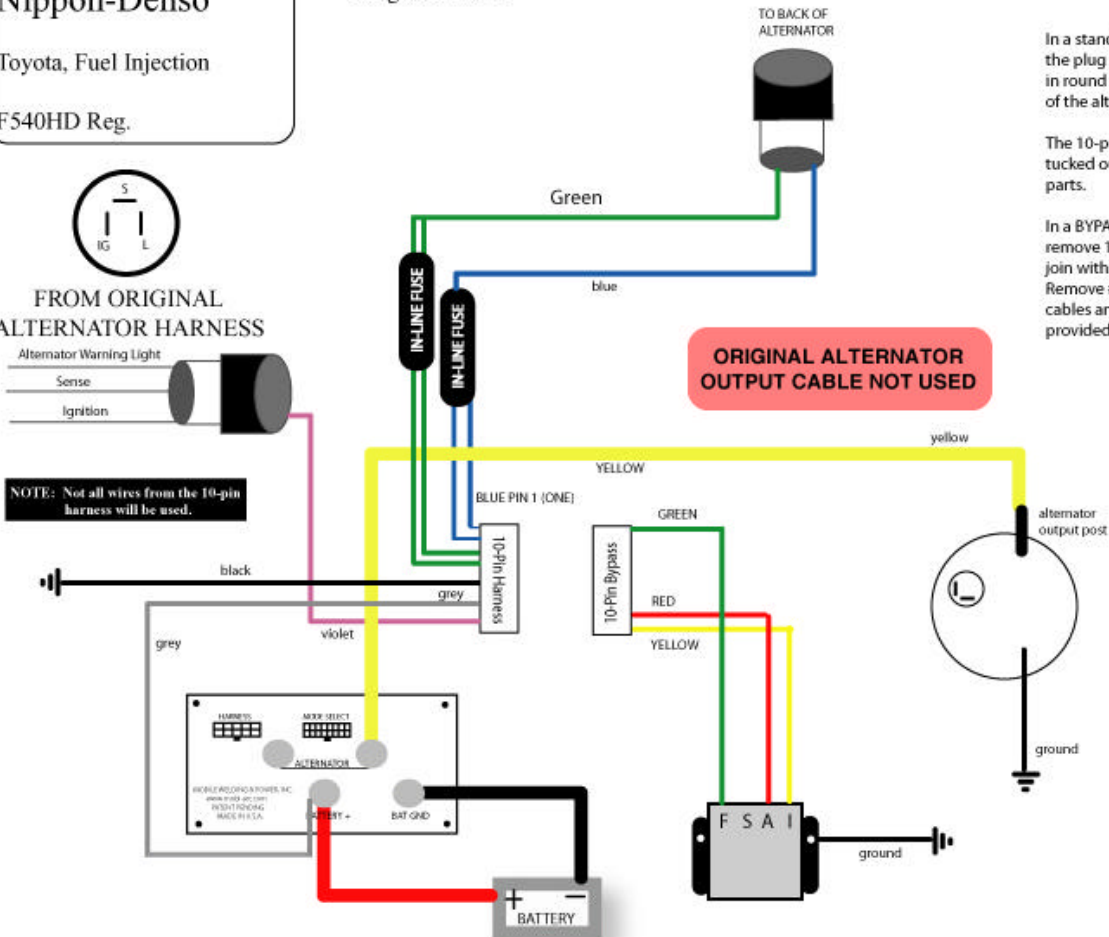 Nippon-Denso
Toyota, Fuel Injection
F540HD Reg.
TO BACK OF
ALTERNATOR
In a stand
the plug
in round
of the alt
The 10-p
tucked o
parts.
In a BYPA
remove 1
join with
Remove
cables an
provided
S
IG L
FROM ORIGINAL
ALTERNATOR HARNESS
Alternator Warning Light
Sense
Ignition
NOTE: Not all wires from the 10-pin
harness will be used.
Green
blue
IN-LINE FUSE
IN-LINE FUSE
ORIGINAL ALTERNATOR
OUTPUT CABLE NOT USED
yellow
YELLOW
BLUE PIN 1 (ONE)
10-Pin Harness
black
grey
violet
grey
10-Pin Bypass
GREEN
RED
YELLOW
alternator
output post
ground
HARNESS
MODE SELECT
ALTERNATOR
MOBILE WELDING & POWER, INC.
PATENT PENDING
MADE IN U.S.A.
BATTERY +
BAT GND
+ −
BATTERY
F S A I
ground